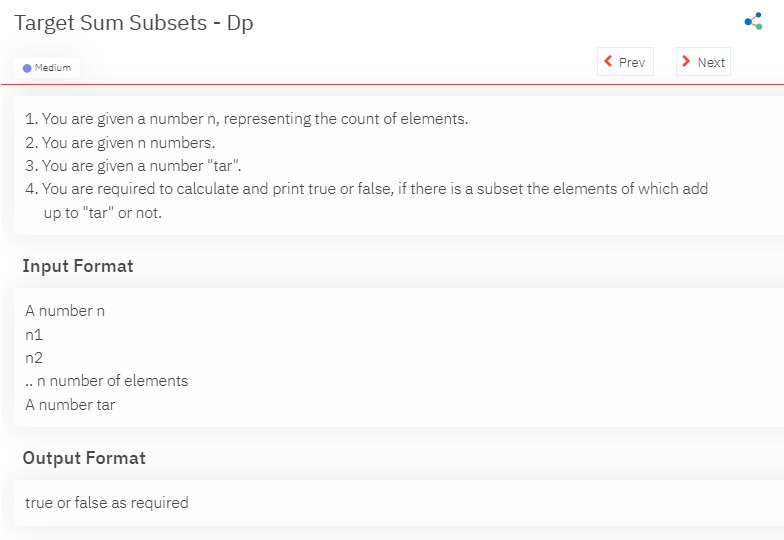 Target Sum Subsets - Dp
Medium
Prev
Next
1. You are given a number n, representing the count of elements.
2. You are given n numbers.
3. You are given a number "tar".
4. You are required to calculate and print true or false, if there is a subset the elements of which add
up to "tar" or not.
Input Format
A number n
n1
n2
.. n number of elements
A number tar
Output Format
true or false as required